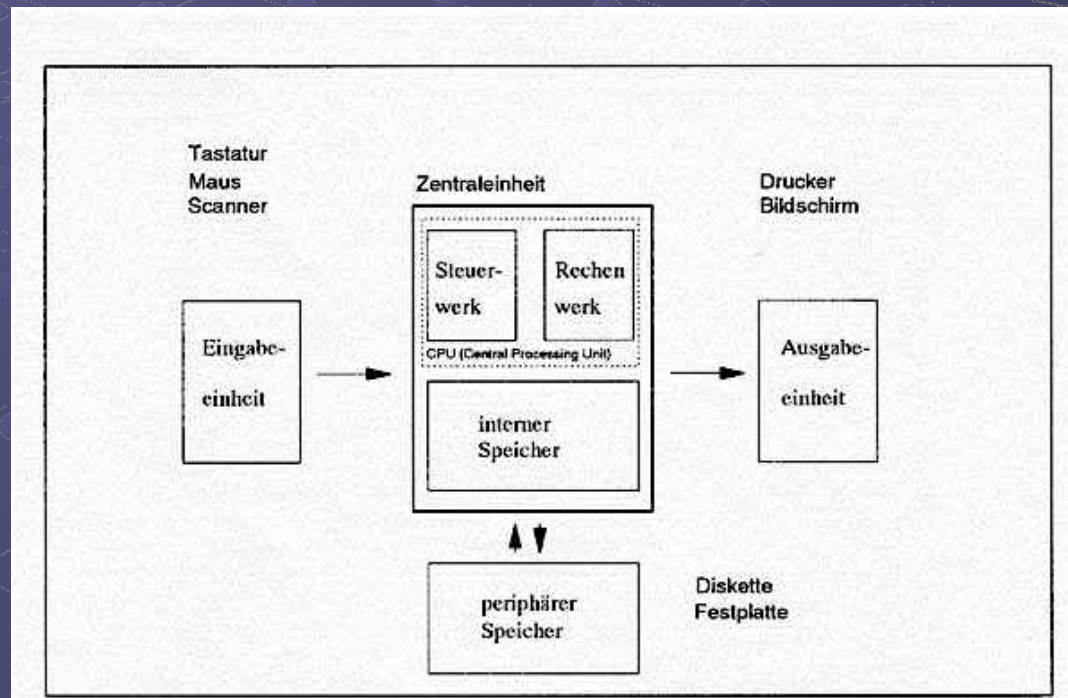 Tastatur
Maus
Scanner
Zentraleinheit
Drucker
Bildschirm
Eingabe-
einheit
Steuer-
werk
Rechen
werk
CPU (Central Processing Unit)
interner
Speicher
Ausgabe-
einheit
periphärer
Speicher
Diskette
Festplatte